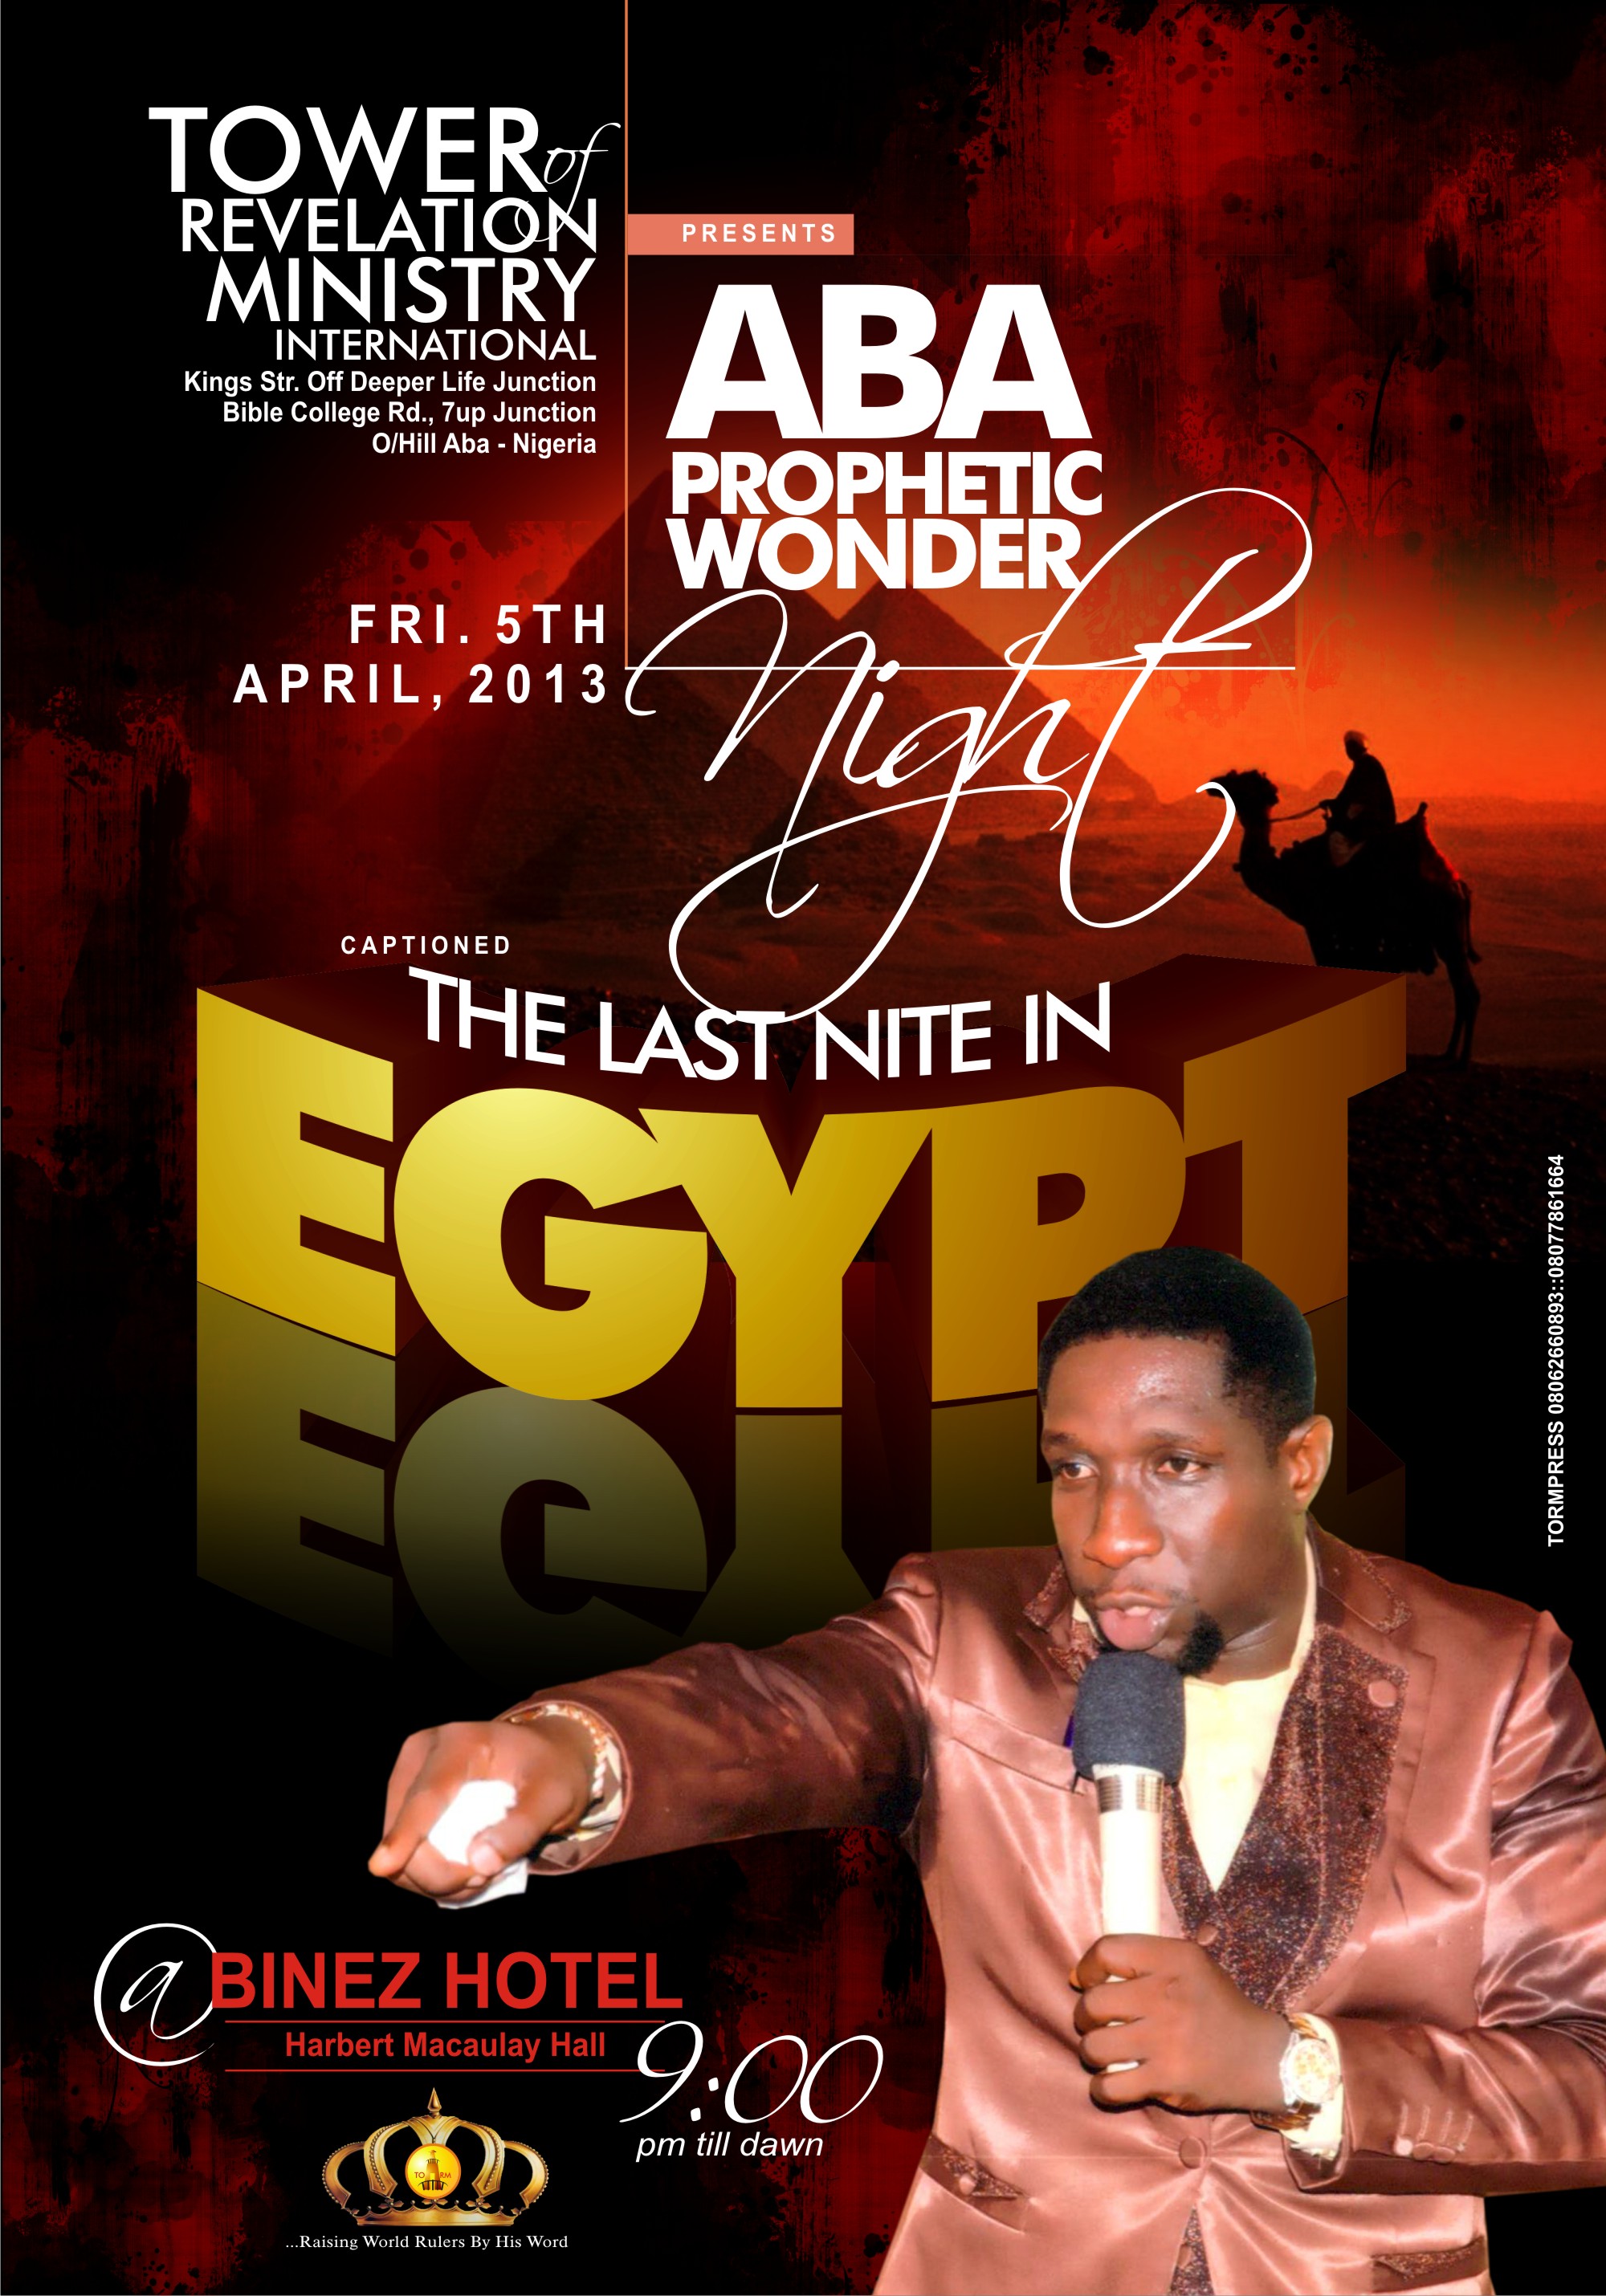 TOWER of
REVELATION
MINISTRY
INTERNATIONAL
Kings Str. Off Deeper Life Junction
Bible College Rd., 7up Junction
O/Hill Aba - Nigeria
PRESENTS
ABA
PROPHETIC
WONDER
Night
FRI. 5TH
APRIL, 2013
CAPTIONED
THE LAST NITE IN
EGYPT
TORMPRESS 08062660893::08077861664
@BINEZ HOTEL
Harbert Macaulay Hall
9:00
pm till dawn
TORM
...Raising World Rulers By His Word